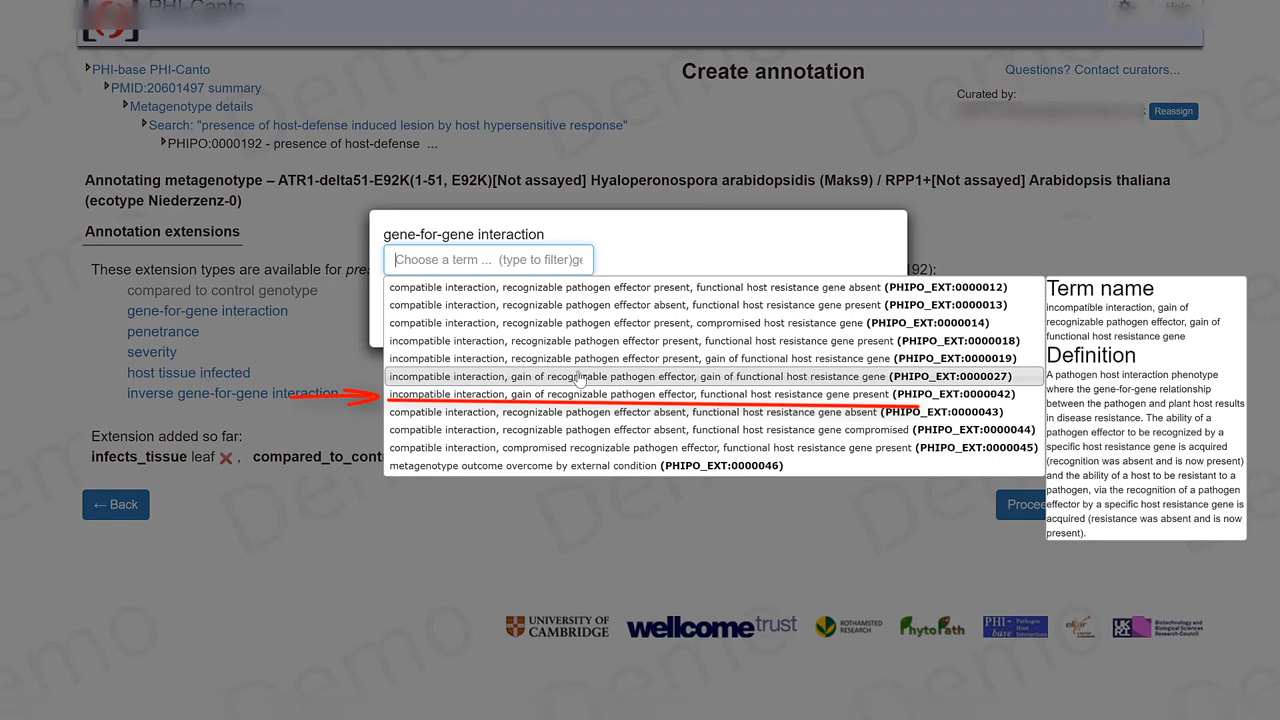 PHI-Canto
Help
PHI-base PHI-Canto
PMID:20601497 summary
Metagenotype details
Search: "presence of host-defense induced lesion by host hypersensitive response"
PHIPO:0000192 - presence of host-defense ...
Create annotation
Questions? Contact curators...
Curated by:
Reassign
Annotating metagenotype – ATR1-delta51-E92K(1-51, E92K)[Not assayed] Hyaloperonospora arabidopsidis (Maks9) / RPP1+[Not assayed] Arabidopsis thaliana
(ecotype Niederzenz-0)
Annotation extensions
These extension types are available for
92):
compared to control genotype
gene-for-gene interaction
penetrance
severity
host tissue infected
inverse gene-for-gene interaction
Extension added so far:
infects_tissue leaf ,
← Back
gene-for-gene interaction
Choose a term ... (type to filter)ge
compatible interaction, recognizable pathogen effector present, functional host resistance gene absent (PHIPO_EXT:0000012)
compatible interaction, recognizable pathogen effector absent, functional host resistance gene present (PHIPO_EXT:0000013)
compatible interaction, recognizable pathogen effector present, compromised host resistance gene (PHIPO_EXT:0000014)
incompatible interaction, recognizable pathogen effector present, functional host resistance gene present (PHIPO_EXT:0000018)
incompatible interaction, recognizable pathogen effector present, gain of functional host resistance gene (PHIPO_EXT:0000019)
incompatible interaction, gain of recognizable pathogen effector, gain of functional host resistance gene (PHIPO_EXT:0000027)
incompatible interaction, gain of recognizable pathogen effector, functional host resistance gene present (PHIPO_EXT:0000042)
compatible interaction, recognizable pathogen effector absent, functional host resistance gene absent (PHIPO_EXT:0000043)
compatible interaction, recognizable pathogen effector absent, functional host resistance gene compromised (PHIPO_EXT:0000044)
compatible interaction, compromised recognizable pathogen effector, functional host resistance gene present (PHIPO_EXT:0000045)
metagenotype outcome overcome by external condition (PHIPO_EXT:0000046)
Term name
incompatible interaction, gain of
recognizable pathogen effector, gain of
functional host resistance gene
Definition
A pathogen host interaction phenotype
where the gene-for-gene relationship
between the pathogen and plant host results
in disease resistance. The ability of a
pathogen effector to be recognized by a
specific host resistance gene is acquired
(recognition was absent and is now present)
and the ability of a host to be resistant to a
pathogen, via the recognition of a pathogen
effector by a specific host resistance gene is
acquired (resistance was absent and is now
present).
UNIVERSITY OF
CAMBRIDGE
wellcometrust
ROTHAMSTED
RESEARCH
PhytoPath
PHI-base
Pathogen
Host
Interactions
elixir
Biotechnology and
Biological Sciences
Research Council
Demo